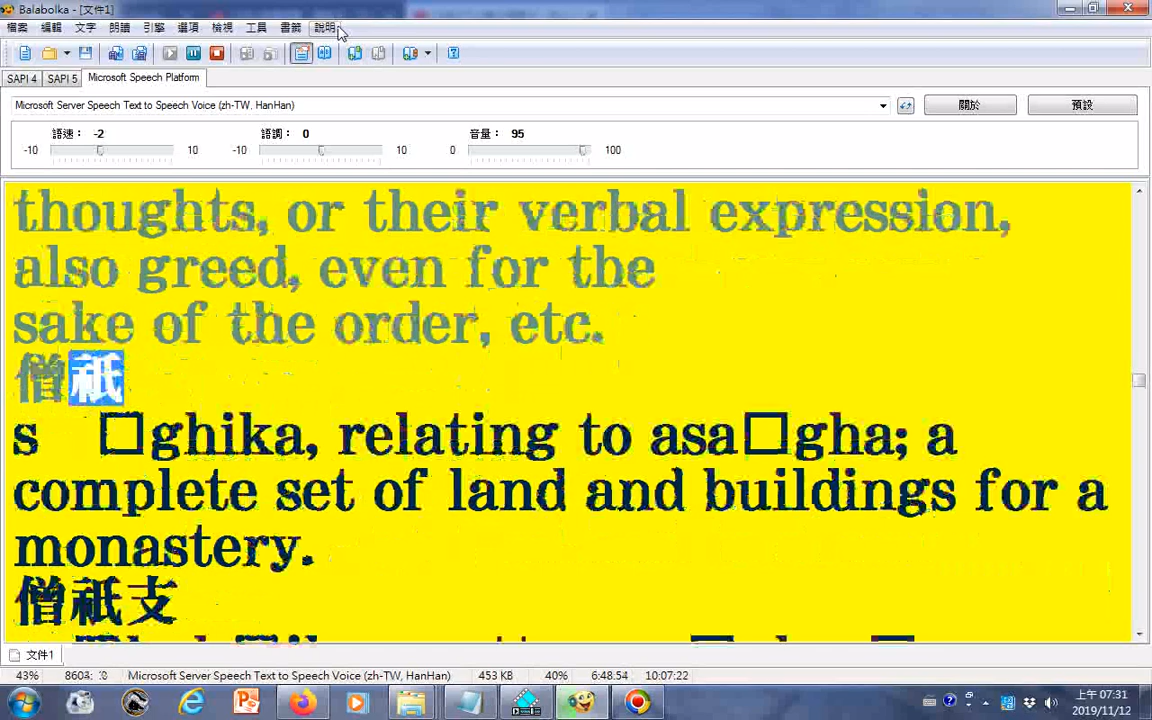 Balabolka - [文件1]
檔案 編輯 文字 朗讀 引擎 選項 檢視 工具 書籤 說明
SAPI 4 SAPI 5 Microsoft Speech Platform
Microsoft Server Speech Text to Speech Voice (zh-TW, HanHan) 關於 預設
語速： -2 語調： 0 音量： 95
-10 10 -10 10 0 100
thoughts, or their verbal expression,
also greed, even for the
sake of the order, etc.
僧祇
s □ghika, relating to asa□gha; a
complete set of land and buildings for a
monastery.
僧祇支
文件1
43% Microsoft Server Speech Text to Speech Voice (zh-TW, HanHan) 453 KB 40% 6:48:54 10:07:22
上午 07:31
2019/11/12